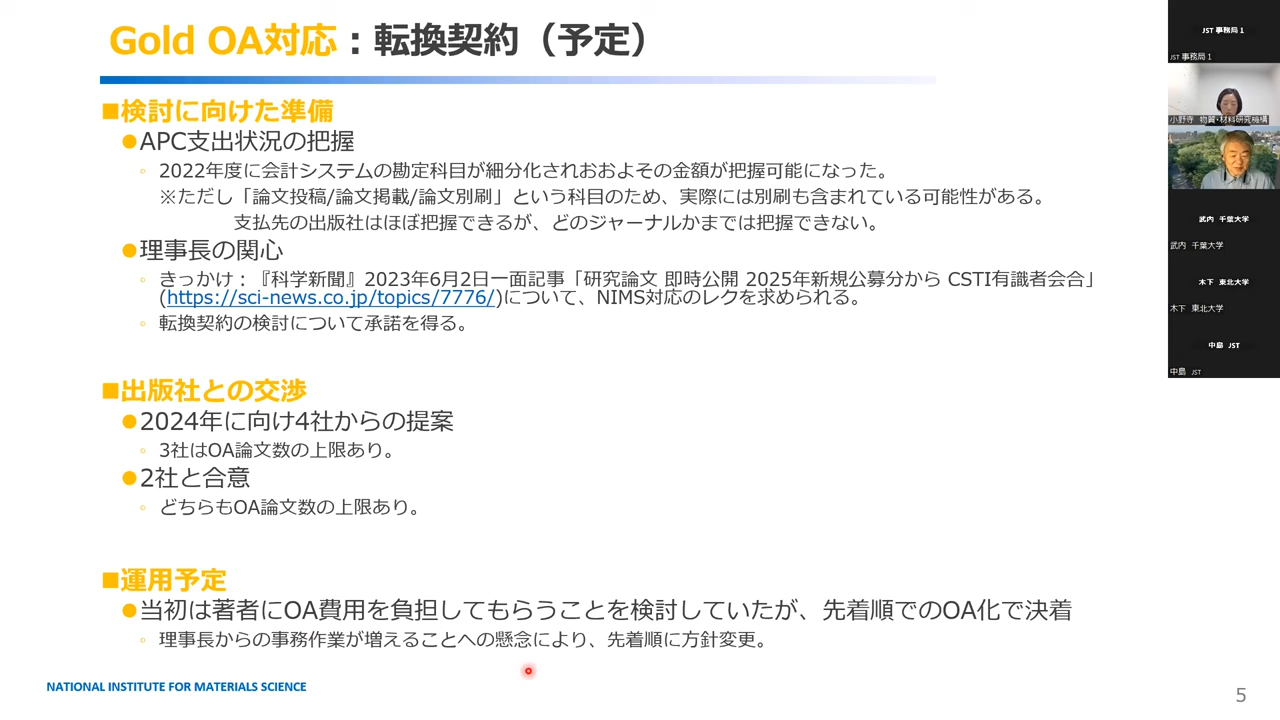 Gold OA対応：転換契約（予定）
■検討に向けた準備
●APC支出状況の把握
◦ 2022年度に会計システムの勘定科目が細分化されおおよその金額が把握可能になった。
※ただし「論文投稿/論文掲載/論文別刷」という科目のため、実際には別刷も含まれている可能性がある。
支払先の出版社はほぼ把握できるが、どのジャーナルかまでは把握できない。
●理事長の関心
◦ きっかけ：『科学新聞』2023年6月2日一面記事「研究論文 即時公開 2025年新規公募分から CSTI有識者会合」
(https://sci-news.co.jp/topics/7776/)について、NIMS対応のレクを求められる。
◦ 転換契約の検討について承諾を得る。
■出版社との交渉
●2024年に向け4社からの提案
◦ 3社はOA論文数の上限あり。
●2社と合意
◦ どちらもOA論文数の上限あり。
■運用予定
●当初は著者にOA費用を負担してもらうことを検討していたが、先着順でのOA化で決着
◦ 理事長からの事務作業が増えることへの懸念により、先着順に方針変更。
NATIONAL INSTITUTE FOR MATERIALS SCIENCE
5
JST 事務局１
JST 事務局１
小野寺 物質・材料研究機構
武内 千葉大学
武内 千葉大学
木下 東北大学
木下 東北大学
中島 JST
中島 JST